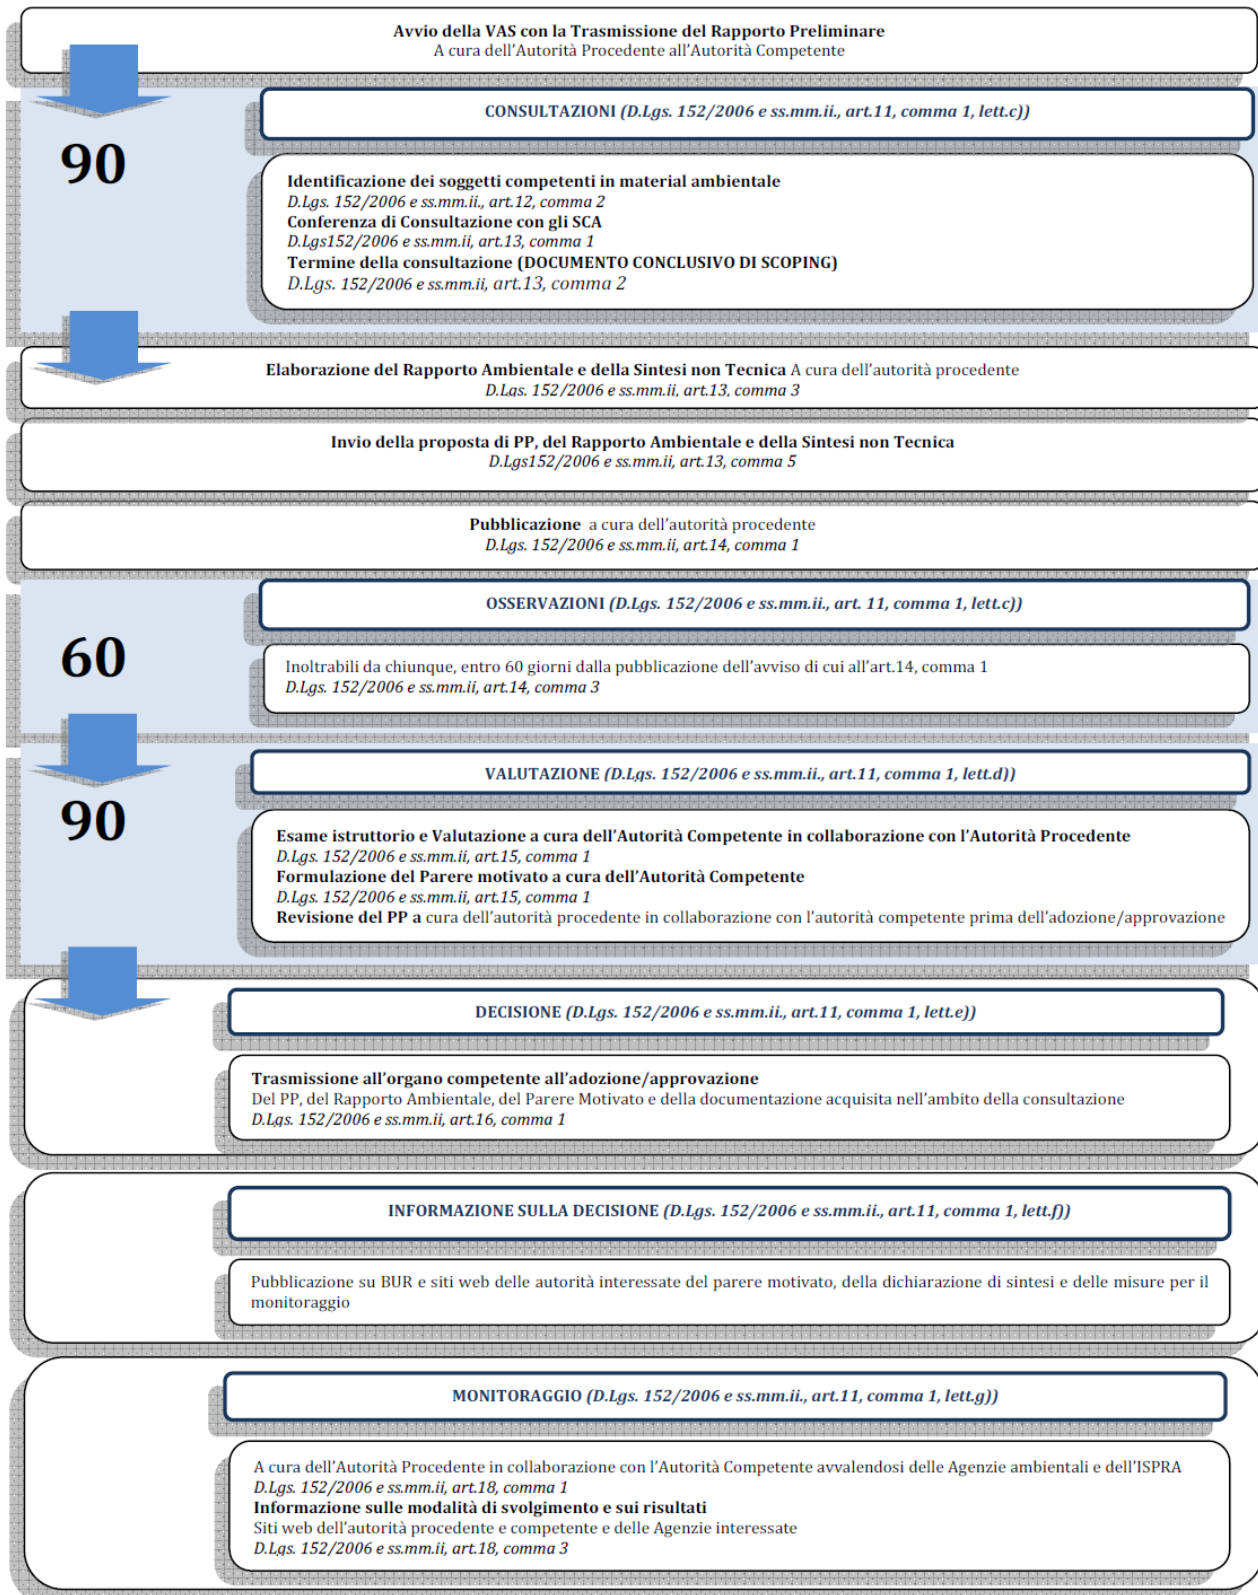 Avvio della VAS con la Trasmissione del Rapporto Preliminare
A cura dell'Autorità Procedente all'Autorità Competente
CONSULTAZIONI (D.Lgs. 152/2006 e ss.mm.ii., art.11, comma 1, lett.c))
90
Identificazione dei soggetti competenti in material ambientale
D.Lgs. 152/2006 e ss.mm.ii., art.12, comma 2
Conferenza di Consultazione con gli SCA
D.Lgs152/2006 e ss.mm.ii, art.13, comma 1
Termine della consultazione (DOCUMENTO CONCLUSIVO DI SCOPING)
D.Lgs. 152/2006 e ss.mm.ii, art.13, comma 2
Elaborazione del Rapporto Ambientale e della Sintesi non Tecnica A cura dell'autorità procedente
D.Lgs. 152/2006 e ss.mm.ii, art.13, comma 3
Invio della proposta di PP, del Rapporto Ambientale e della Sintesi non Tecnica
D.Lgs152/2006 e ss.mm.ii, art.13, comma 5
Pubblicazione a cura dell'autorità procedente
D.Lgs. 152/2006 e ss.mm.ii, art.14, comma 1
OSSERVAZIONI (D.Lgs. 152/2006 e ss.mm.ii., art. 11, comma 1, lett.c))
60
Inoltrabili da chiunque, entro 60 giorni dalla pubblicazione dell'avviso di cui all'art.14, comma 1
D.Lgs. 152/2006 e ss.mm.ii, art.14, comma 3
VALUTAZIONE (D.Lgs. 152/2006 e ss.mm.ii., art.11, comma 1, lett.d))
90
Esame istruttorio e Valutazione a cura dell'Autorità Competente in collaborazione con l'Autorità Procedente
D.Lgs. 152/2006 e ss.mm.ii, art.15, comma 1
Formulazione del Parere motivato a cura dell'Autorità Competente
D.Lgs. 152/2006 e ss.mm.ii, art.15, comma 1
Revisione del PP a cura dell'autorità procedente in collaborazione con l'autorità competente prima dell'adozione/approvazione
DECISIONE (D.Lgs. 152/2006 e ss.mm.ii., art.11, comma 1, lett.e))
Trasmissione all'organo competente all'adozione/approvazione
Del PP, del Rapporto Ambientale, del Parere Motivato e della documentazione acquisita nell'ambito della consultazione
D.Lgs. 152/2006 e ss.mm.ii, art.16, comma 1
INFORMAZIONE SULLA DECISIONE (D.Lgs. 152/2006 e ss.mm.ii., art.11, comma 1, lett.f))
Pubblicazione su BUR e siti web delle autorità interessate del parere motivato, della dichiarazione di sintesi e delle misure per il
monitoraggio
MONITORAGGIO (D.Lgs. 152/2006 e ss.mm.ii., art.11, comma 1, lett.g))
A cura dell'Autorità Procedente in collaborazione con l'Autorità Competente avvalendosi delle Agenzie ambientali e dell'ISPRA
D.Lgs. 152/2006 e ss.mm.ii, art.18, comma 1
Informazione sulle modalità di svolgimento e sui risultati
Siti web dell'autorità procedente e competente e delle Agenzie interessate
D.Lgs. 152/2006 e ss.mm.ii, art.18, comma 3